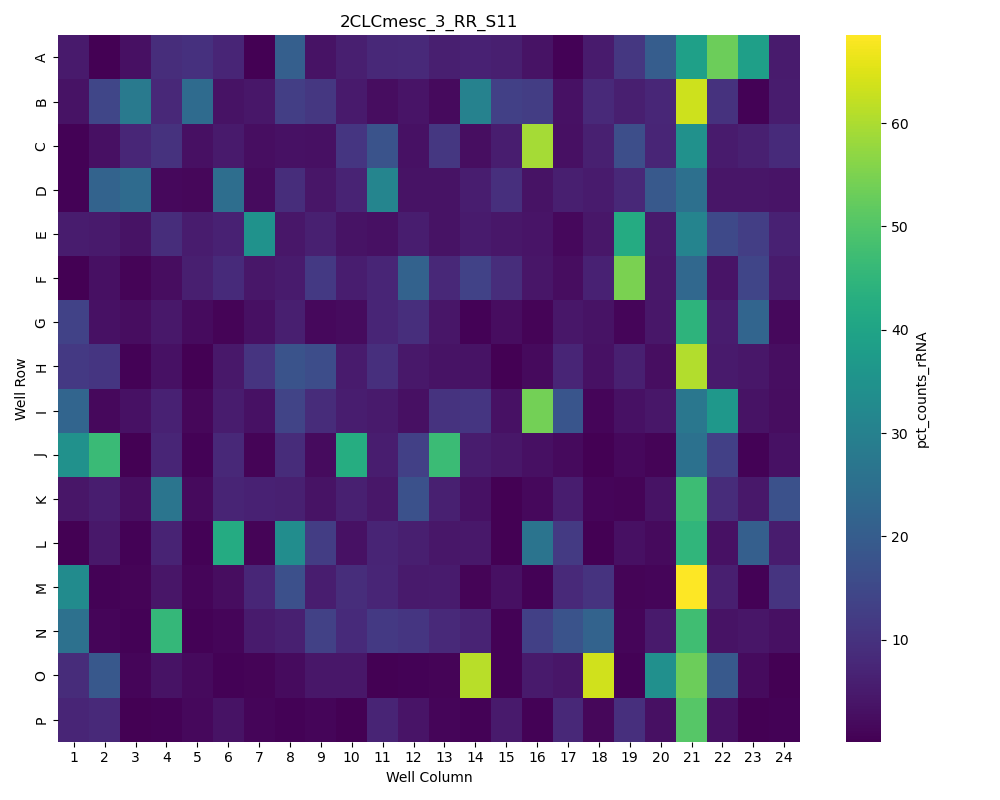 2CLCmesc_3_RR_S11
Well Row
A
B
C
D
E
F
G
H
I
J
K
L
M
N
O
P
1 2 3 4 5 6 7 8 9 10 11 12 13 14 15 16 17 18 19 20 21 22 23 24
Well Column
60
50
40
30
20
10
pct_counts_rRNA